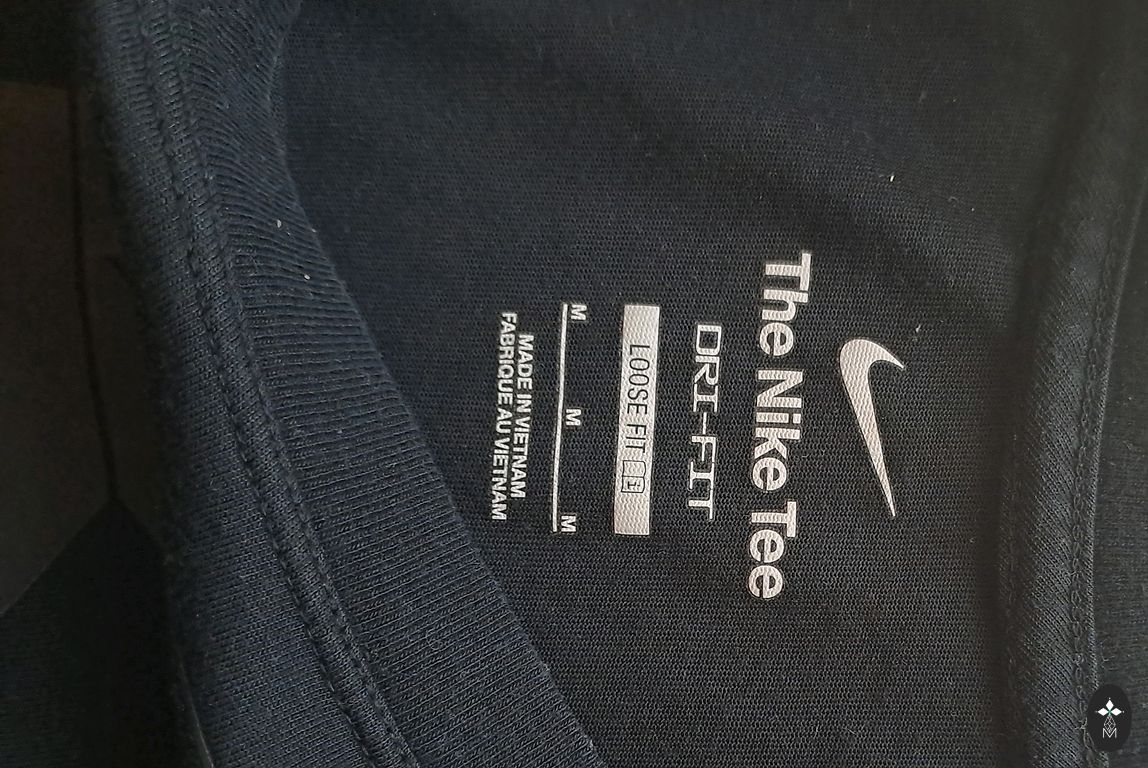 The Nike Tee
DRI-FIT
LOOSE FIT L
M M M
MADE IN VIETNAM
FABRIQUE AU VIETNAM
M